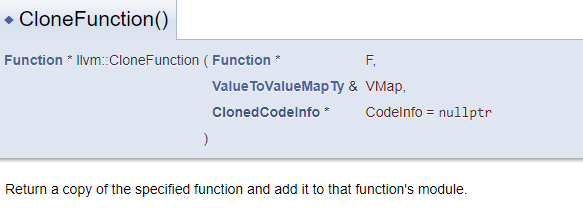 ◆ CloneFunction()
Function * llvm::CloneFunction ( Function * F,
ValueToValueMapTy & VMap,
ClonedCodeInfo * CodeInfo = nullptr
)
Return a copy of the specified function and add it to that function's module.